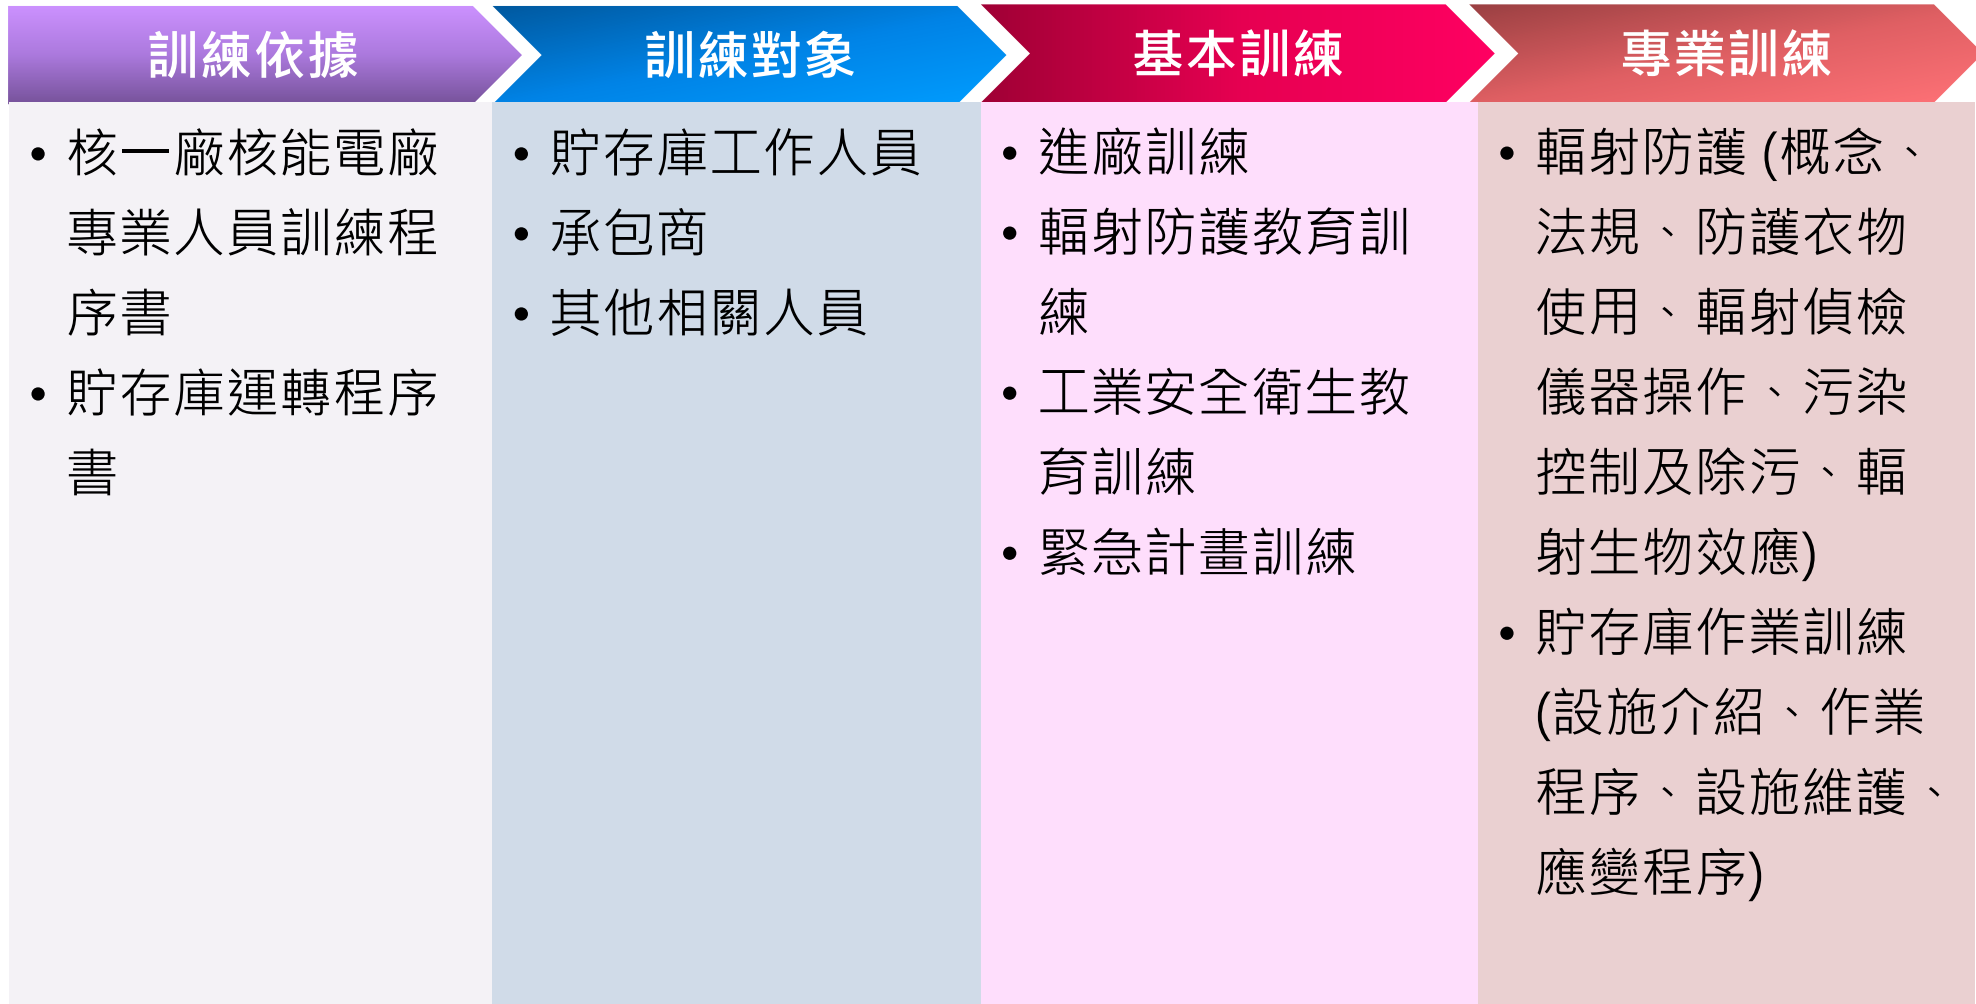 訓練依據
• 核一廠核能電廠
專業人員訓練程
序書
• 貯存庫運轉程序
書
訓練對象
• 貯存庫工作人員
• 承包商
• 其他相關人員
基本訓練
• 進廠訓練
• 輻射防護教育訓
練
• 工業安全衛生教
育訓練
• 緊急計畫訓練
專業訓練
• 輻射防護 (概念、
法規、防護衣物
使用、輻射偵檢
儀器操作、污染
控制及除污、輻
射生物效應)
• 貯存庫作業訓練
(設施介紹、作業
程序、設施維護、
應變程序)